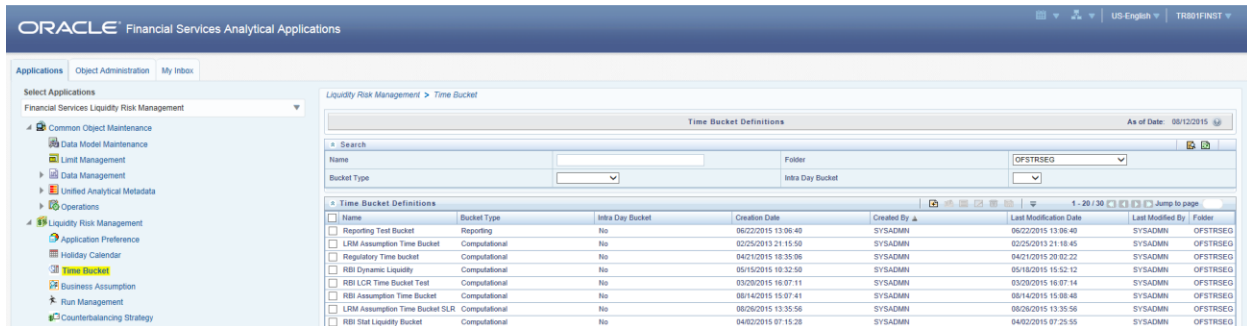 ORACLE® Financial Services Analytical Applications
US-English
TR801FINST
Applications Object Administration My Inbox
Select Applications
Financial Services Liquidity Risk Management
Common Object Maintenance
Data Model Maintenance
Limit Management
Data Management
Unified Analytical Metadata
Operations
Liquidity Risk Management
Application Preference
Holiday Calendar
Time Bucket
Business Assumption
Run Management
Counterbalancing Strategy
Liquidity Risk Management > Time Bucket
Time Bucket Definitions As of Date: 08/12/2015
Search
Name Folder OFSTRSEG
Bucket Type Intra Day Bucket
Time Bucket Definitions 1 - 20 / 30 Jump to page
Name Bucket Type Intra Day Bucket Creation Date Created By Last Modification Date Last Modified By Folder
Reporting Test Bucket Reporting No 06/22/2015 13:06:40 SYSADMN 06/22/2015 13:06:40 SYSADMN OFSTRSEG
LRM Assumption Time Bucket Computational No 02/25/2013 21:15:50 SYSADMN 02/25/2013 21:18:45 SYSADMN OFSTRSEG
Regulatory Time bucket Computational No 04/21/2015 18:35:06 SYSADMN 04/21/2015 20:02:22 SYSADMN OFSTRSEG
RBI Dynamic Liquidity Computational No 05/15/2015 10:32:50 SYSADMN 05/18/2015 15:52:12 SYSADMN OFSTRSEG
RBI LCR Time Bucket Test Computational No 03/20/2015 16:07:11 SYSADMN 03/20/2015 16:07:14 SYSADMN OFSTRSEG
RBI Assumption Time Bucket Computational No 08/14/2015 15:07:41 SYSADMN 08/14/2015 15:08:48 SYSADMN OFSTRSEG
LRM Assumption Time Bucket SLR Computational No 08/26/2015 13:35:56 SYSADMN 08/26/2015 13:35:56 SYSADMN OFSTRSEG
RBI Stat Liquidity Bucket Computational No 04/02/2015 07:15:28 SYSADMN 04/02/2015 07:25:55 SYSADMN OFSTRSEG